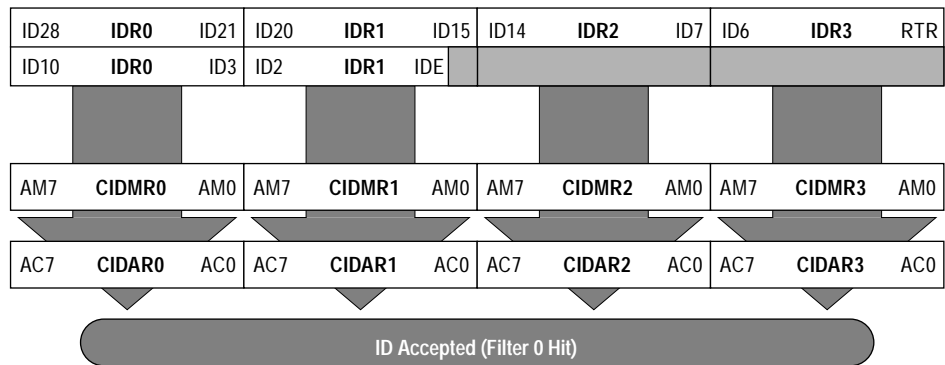 ID28 IDR0 ID21 ID20 IDR1 ID15 ID14 IDR2 ID7 ID6 IDR3 RTR
ID10 IDR0 ID3 ID2 IDR1 IDE
AM7 CIDMR0 AM0 AM7 CIDMR1 AM0 AM7 CIDMR2 AM0 AM7 CIDMR3 AM0
AC7 CIDAR0 AC0 AC7 CIDAR1 AC0 AC7 CIDAR2 AC0 AC7 CIDAR3 AC0
ID Accepted (Filter 0 Hit)